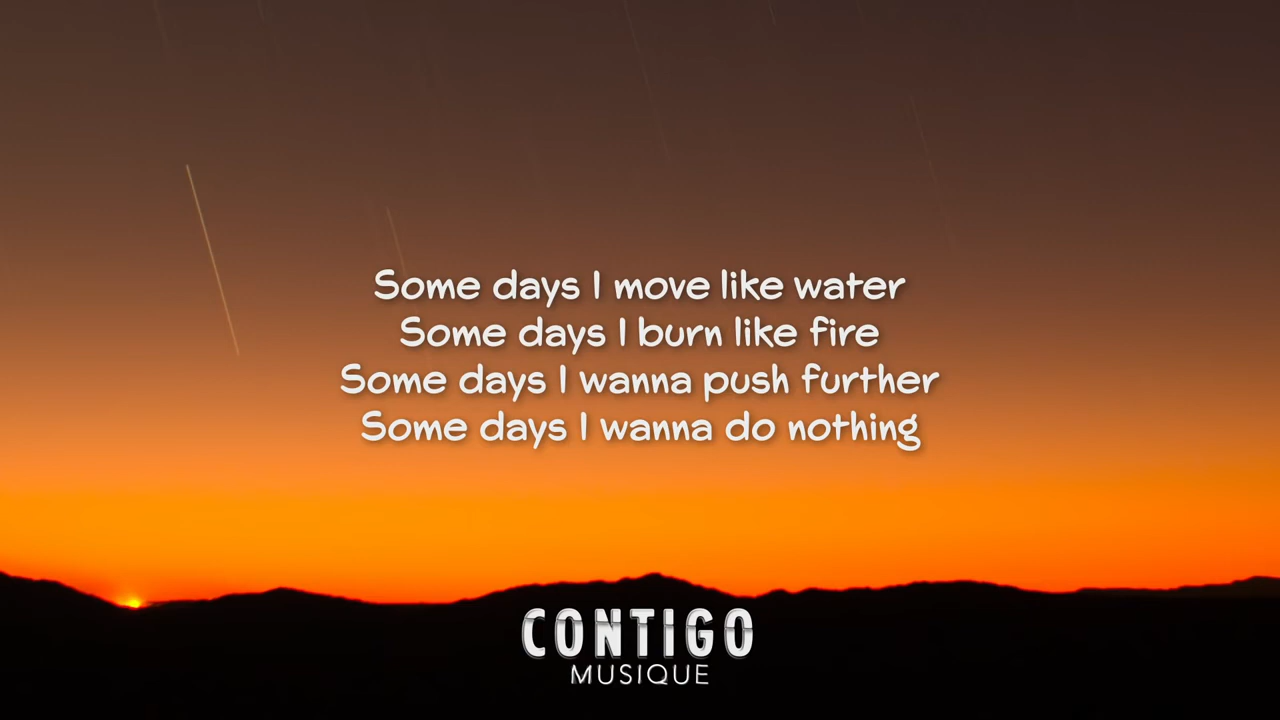 Some days I move like water
Some days I burn like fire
Some days I wanna push further
Some days I wanna do nothing
CONTIGO
MUSIQUE